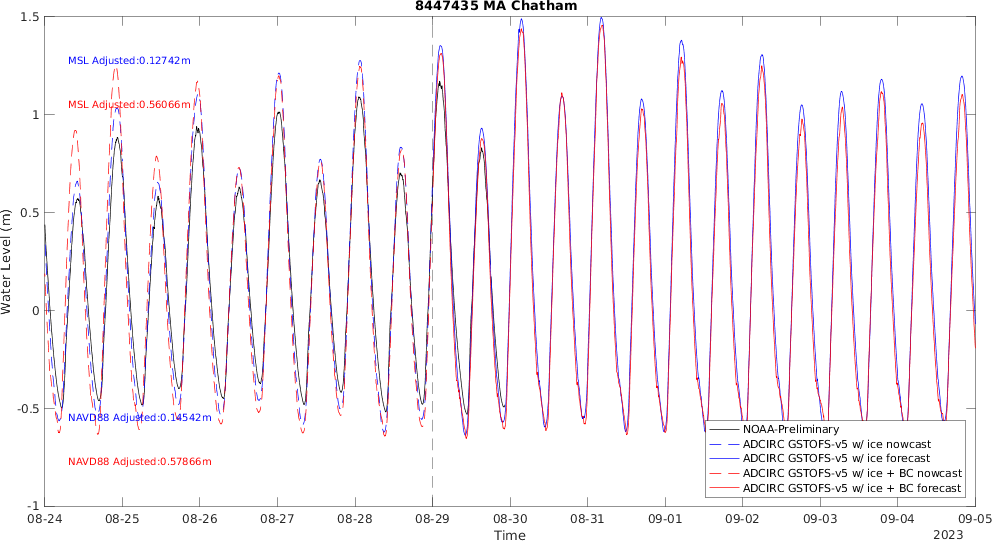 8447435 MA Chatham
1.5
MSL Adjusted:0.12742m
MSL Adjusted:0.56066m
1
0.5
Water Level (m)
0
-0.5
NAVD88 Adjusted:0.14542m
NAVD88 Adjusted:0.57866m
NOAA-Preliminary
ADCIRC GSTOFS-v5 w/ ice nowcast
ADCIRC GSTOFS-v5 w/ ice forecast
ADCIRC GSTOFS-v5 w/ ice + BC nowcast
ADCIRC GSTOFS-v5 w/ ice + BC forecast
-1
08-24 08-25 08-26 08-27 08-28 08-29 08-30 08-31 09-01 09-02 09-03 09-04 09-05
Time
2023